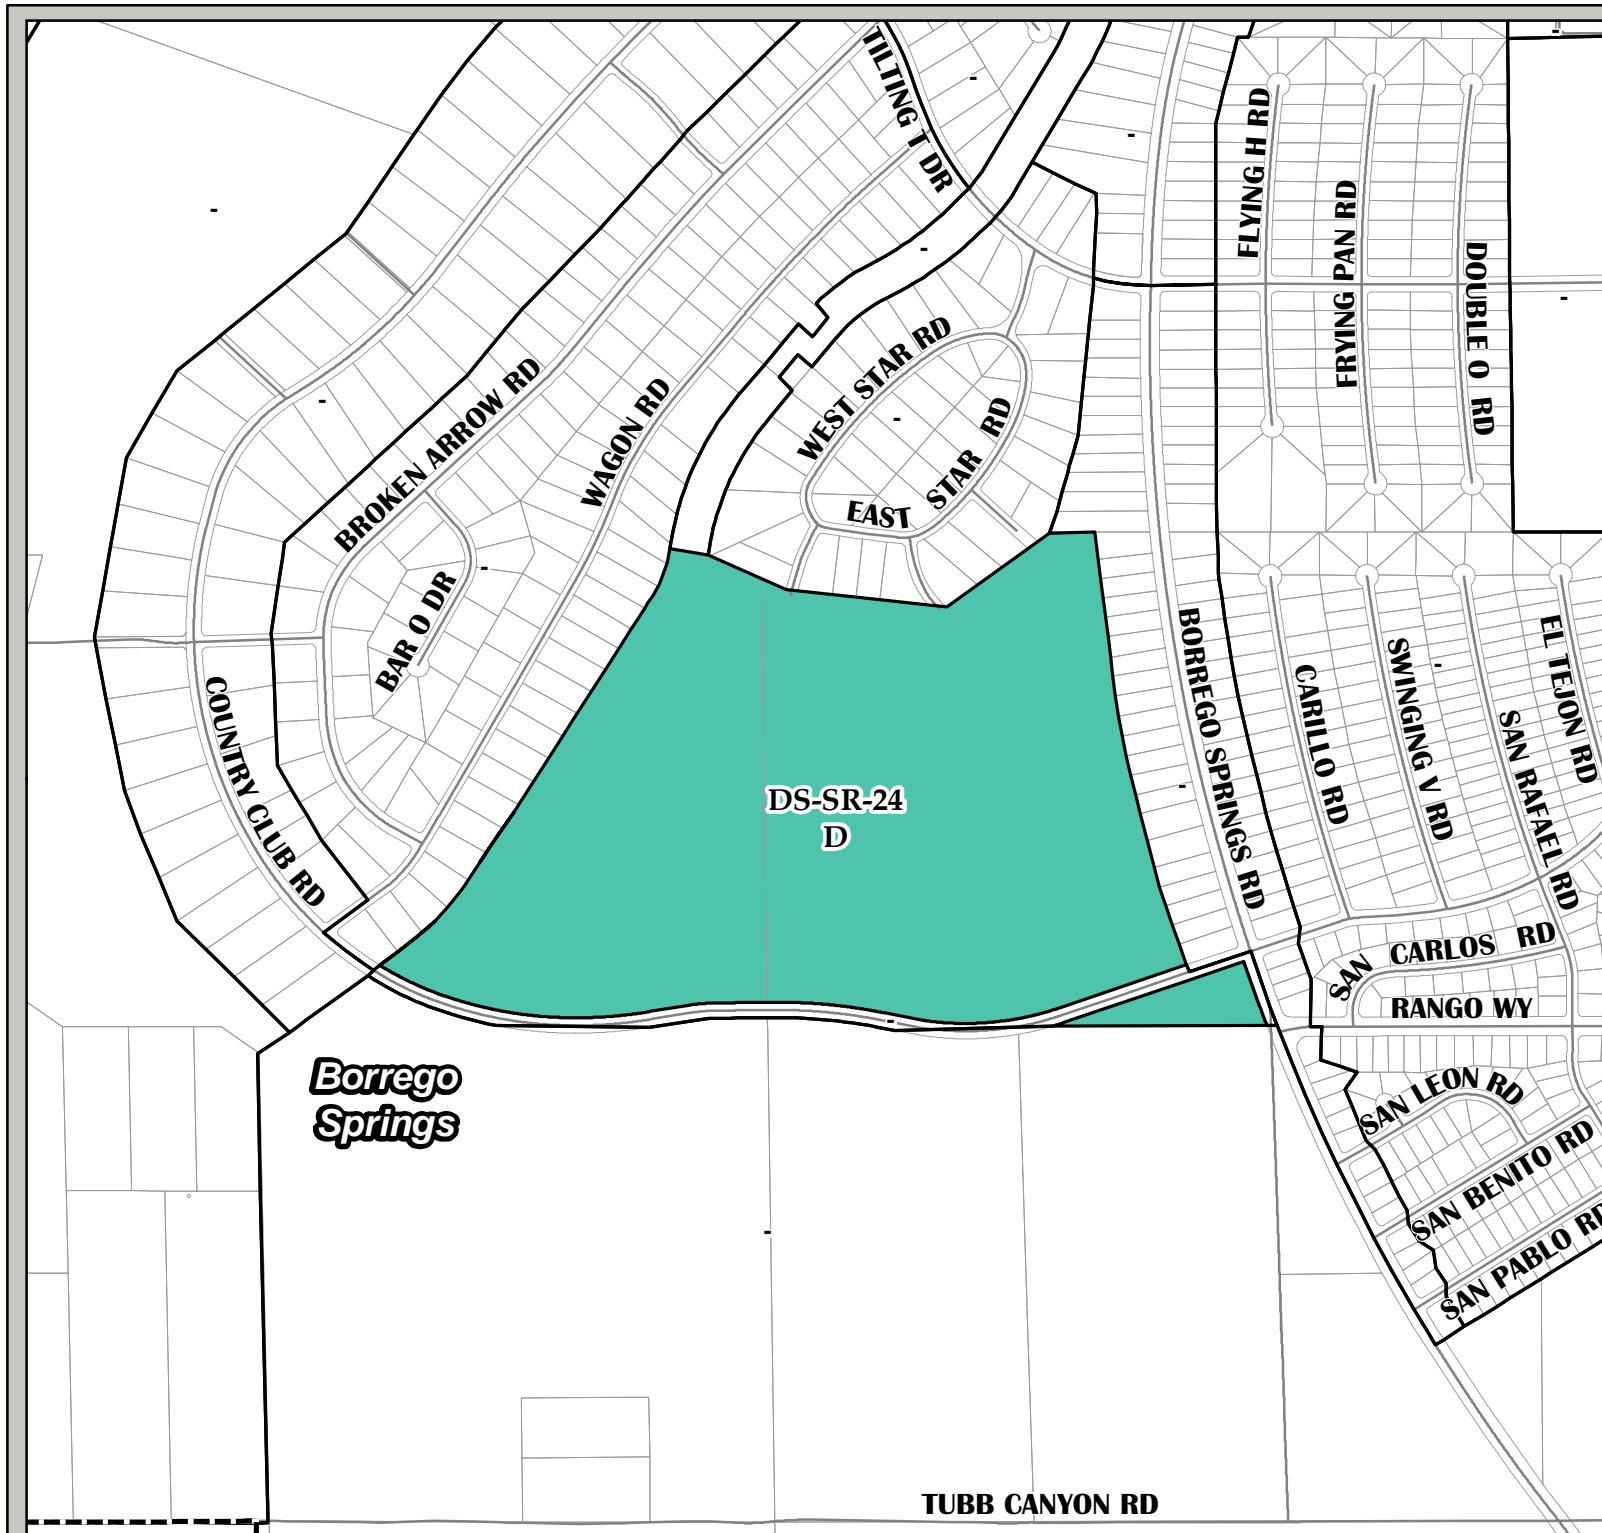 TILTING T DR
FLYING H RD
FRYING PAN RD
DOUBLE O RD
WEST STAR RD
EAST STAR RD
BROKEN ARROW RD
WAGON RD
BAR O DR
COUNTRY CLUB RD
BORREGO SPRINGS RD
CARILLO RD
SWINGING V RD
SAN RAFAEL RD
EL TEJON RD
DS-SR-24
D
SAN CARLOS RD
RANGO WY
SAN LEON RD
SAN BENITO RD
SAN PABLO RD
Borrego
Springs
TUBB CANYON RD